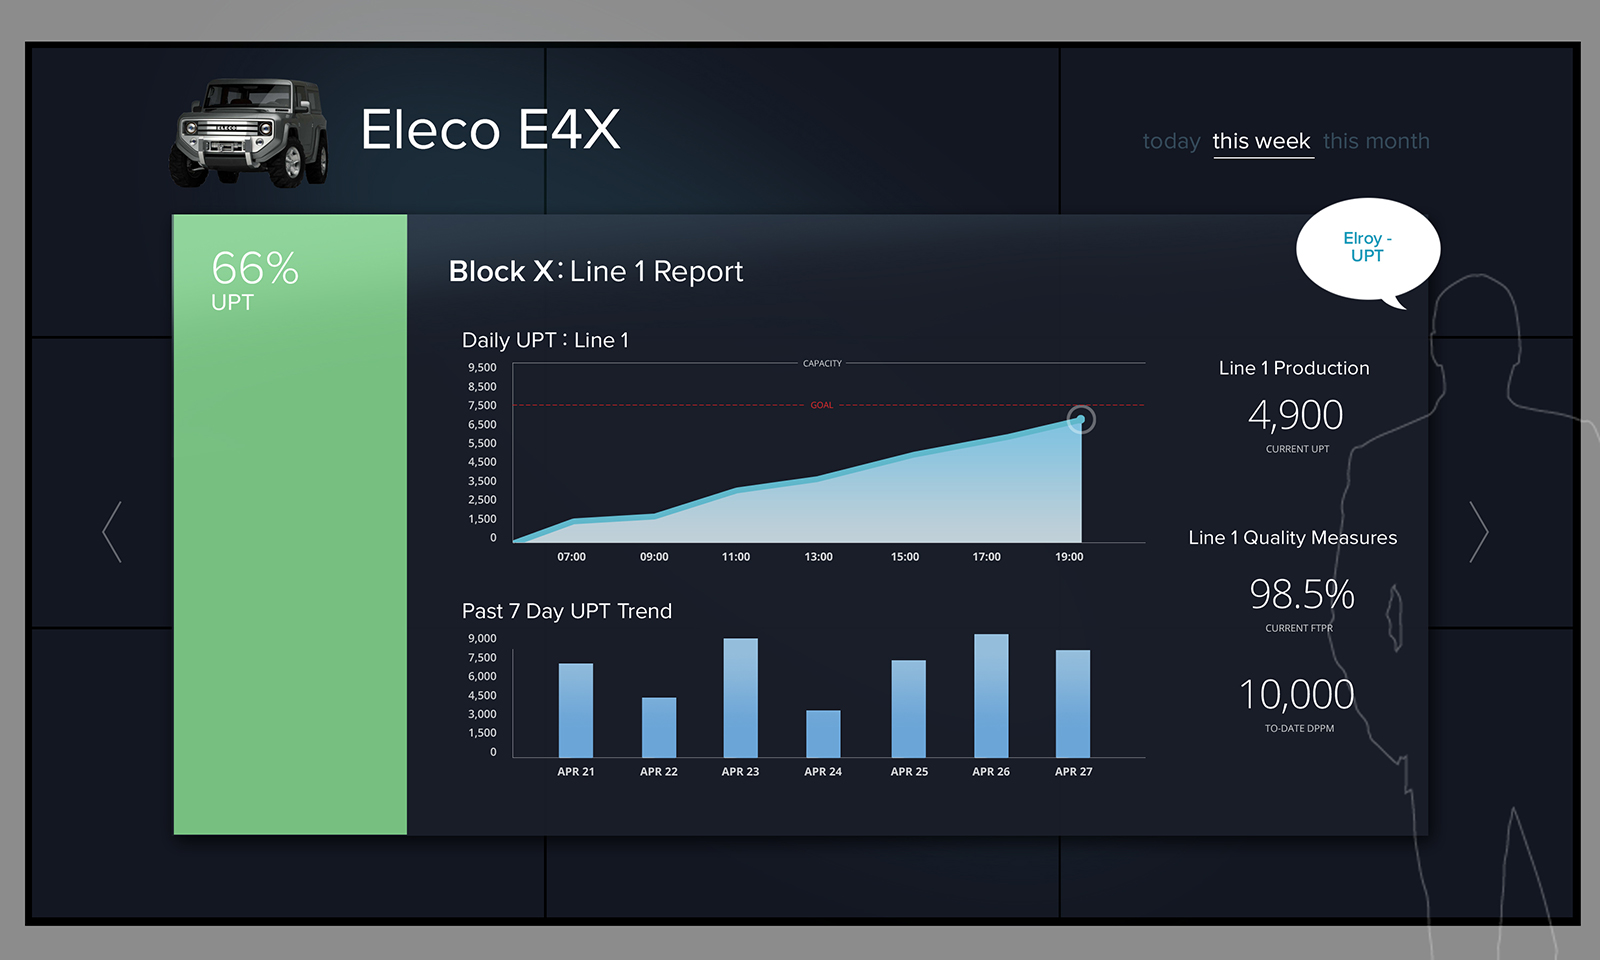 ELECO
Eleco E4X
today this week this month
66%
UPT
Block X: Line 1 Report
Elroy -
UPT
Daily UPT : Line 1
9,500
8,500
7,500
6,500
5,500
4,500
3,500
2,500
1,500
0
CAPACITY
GOAL
07:00 09:00 11:00 13:00 15:00 17:00 19:00
Line 1 Production
4,900
CURRENT UPT
Past 7 Day UPT Trend
9,000
7,500
6,000
4,500
3,000
1,500
0
APR 21 APR 22 APR 23 APR 24 APR 25 APR 26 APR 27
Line 1 Quality Measures
98.5%
CURRENT FTPR
10,000
TO-DATE DPPM